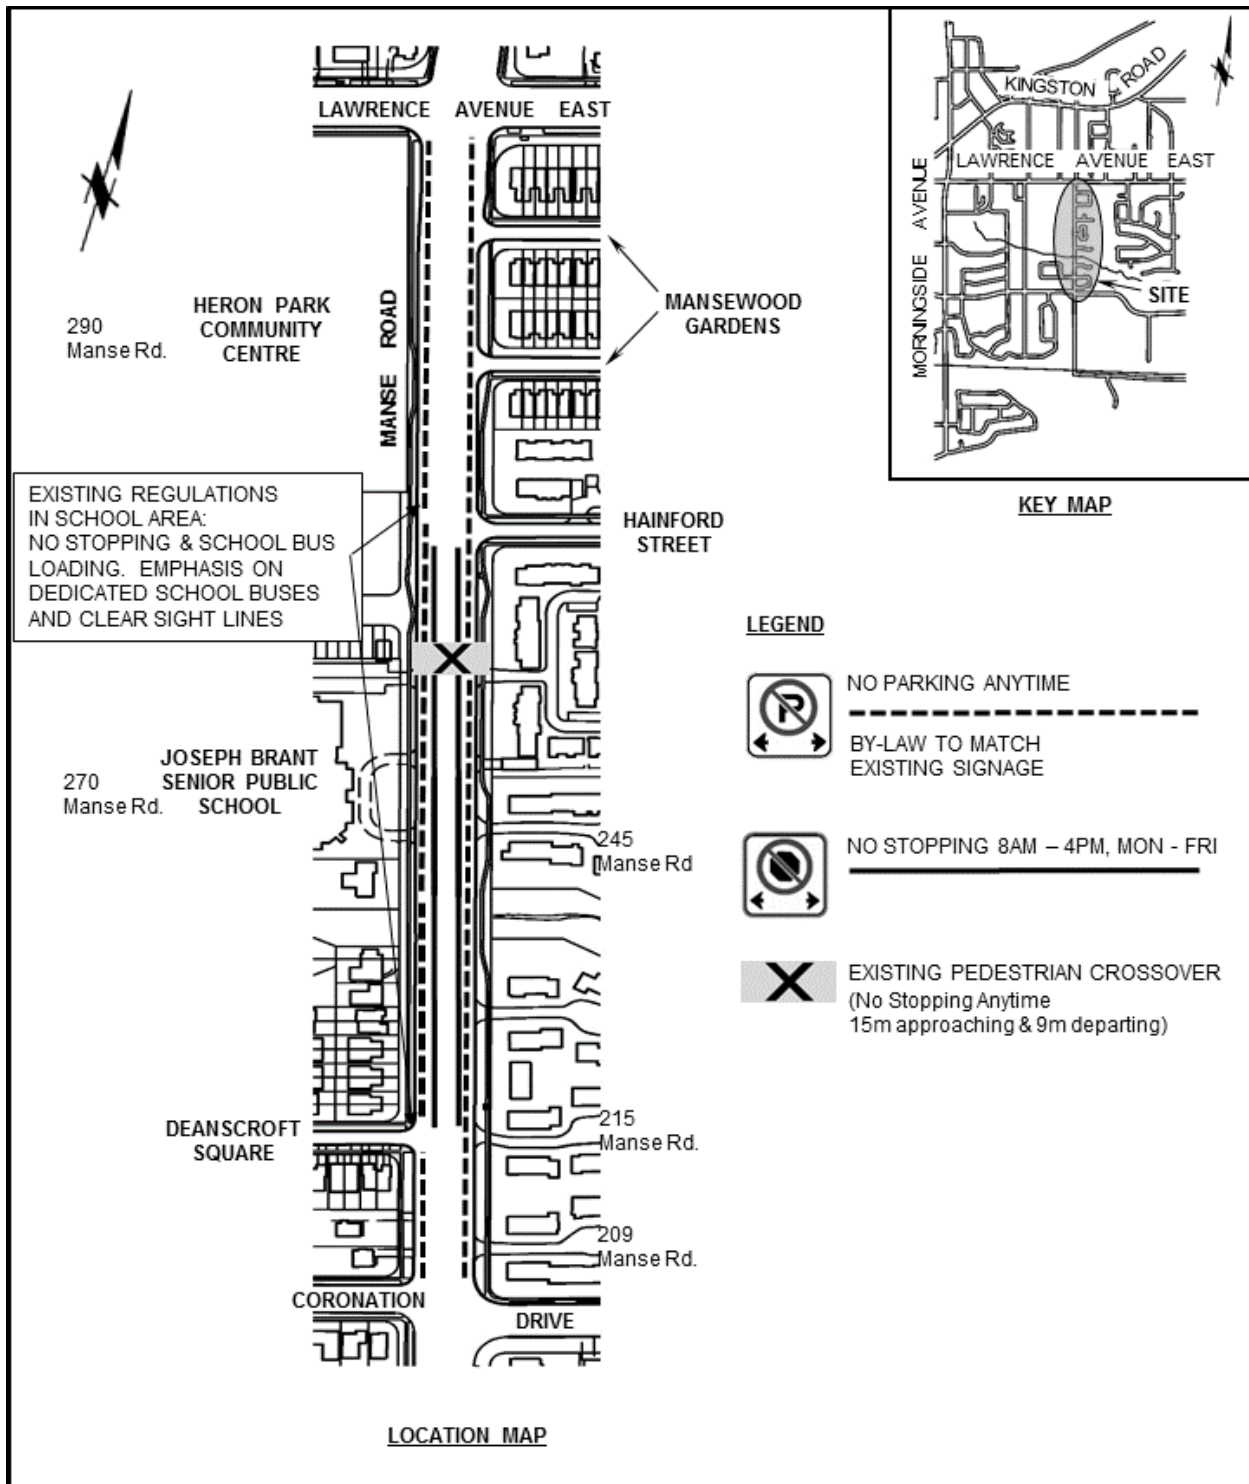 LAWRENCE AVENUE EAST
290
Manse Rd.
HERON PARK
COMMUNITY
CENTRE
MANSE ROAD
MANSEWOOD
GARDENS
EXISTING REGULATIONS
IN SCHOOL AREA:
NO STOPPING & SCHOOL BUS
LOADING. EMPHASIS ON
DEDICATED SCHOOL BUSES
AND CLEAR SIGHT LINES
HAINFORD
STREET
X
270
Manse Rd.
JOSEPH BRANT
SENIOR PUBLIC
SCHOOL
245
Manse Rd
DEANSCROFT
SQUARE
215
Manse Rd.
209
Manse Rd.
CORONATION DRIVE
LOCATION MAP
KINGSTON ROAD
LAWRENCE AVENUE EAST
MORNINGSIDE AVENUE
SITE
KEY MAP
LEGEND
P
NO PARKING ANYTIME
BY-LAW TO MATCH
EXISTING SIGNAGE
NO STOPPING 8AM – 4PM, MON - FRI
X
EXISTING PEDESTRIAN CROSSOVER
(No Stopping Anytime
15m approaching & 9m departing)